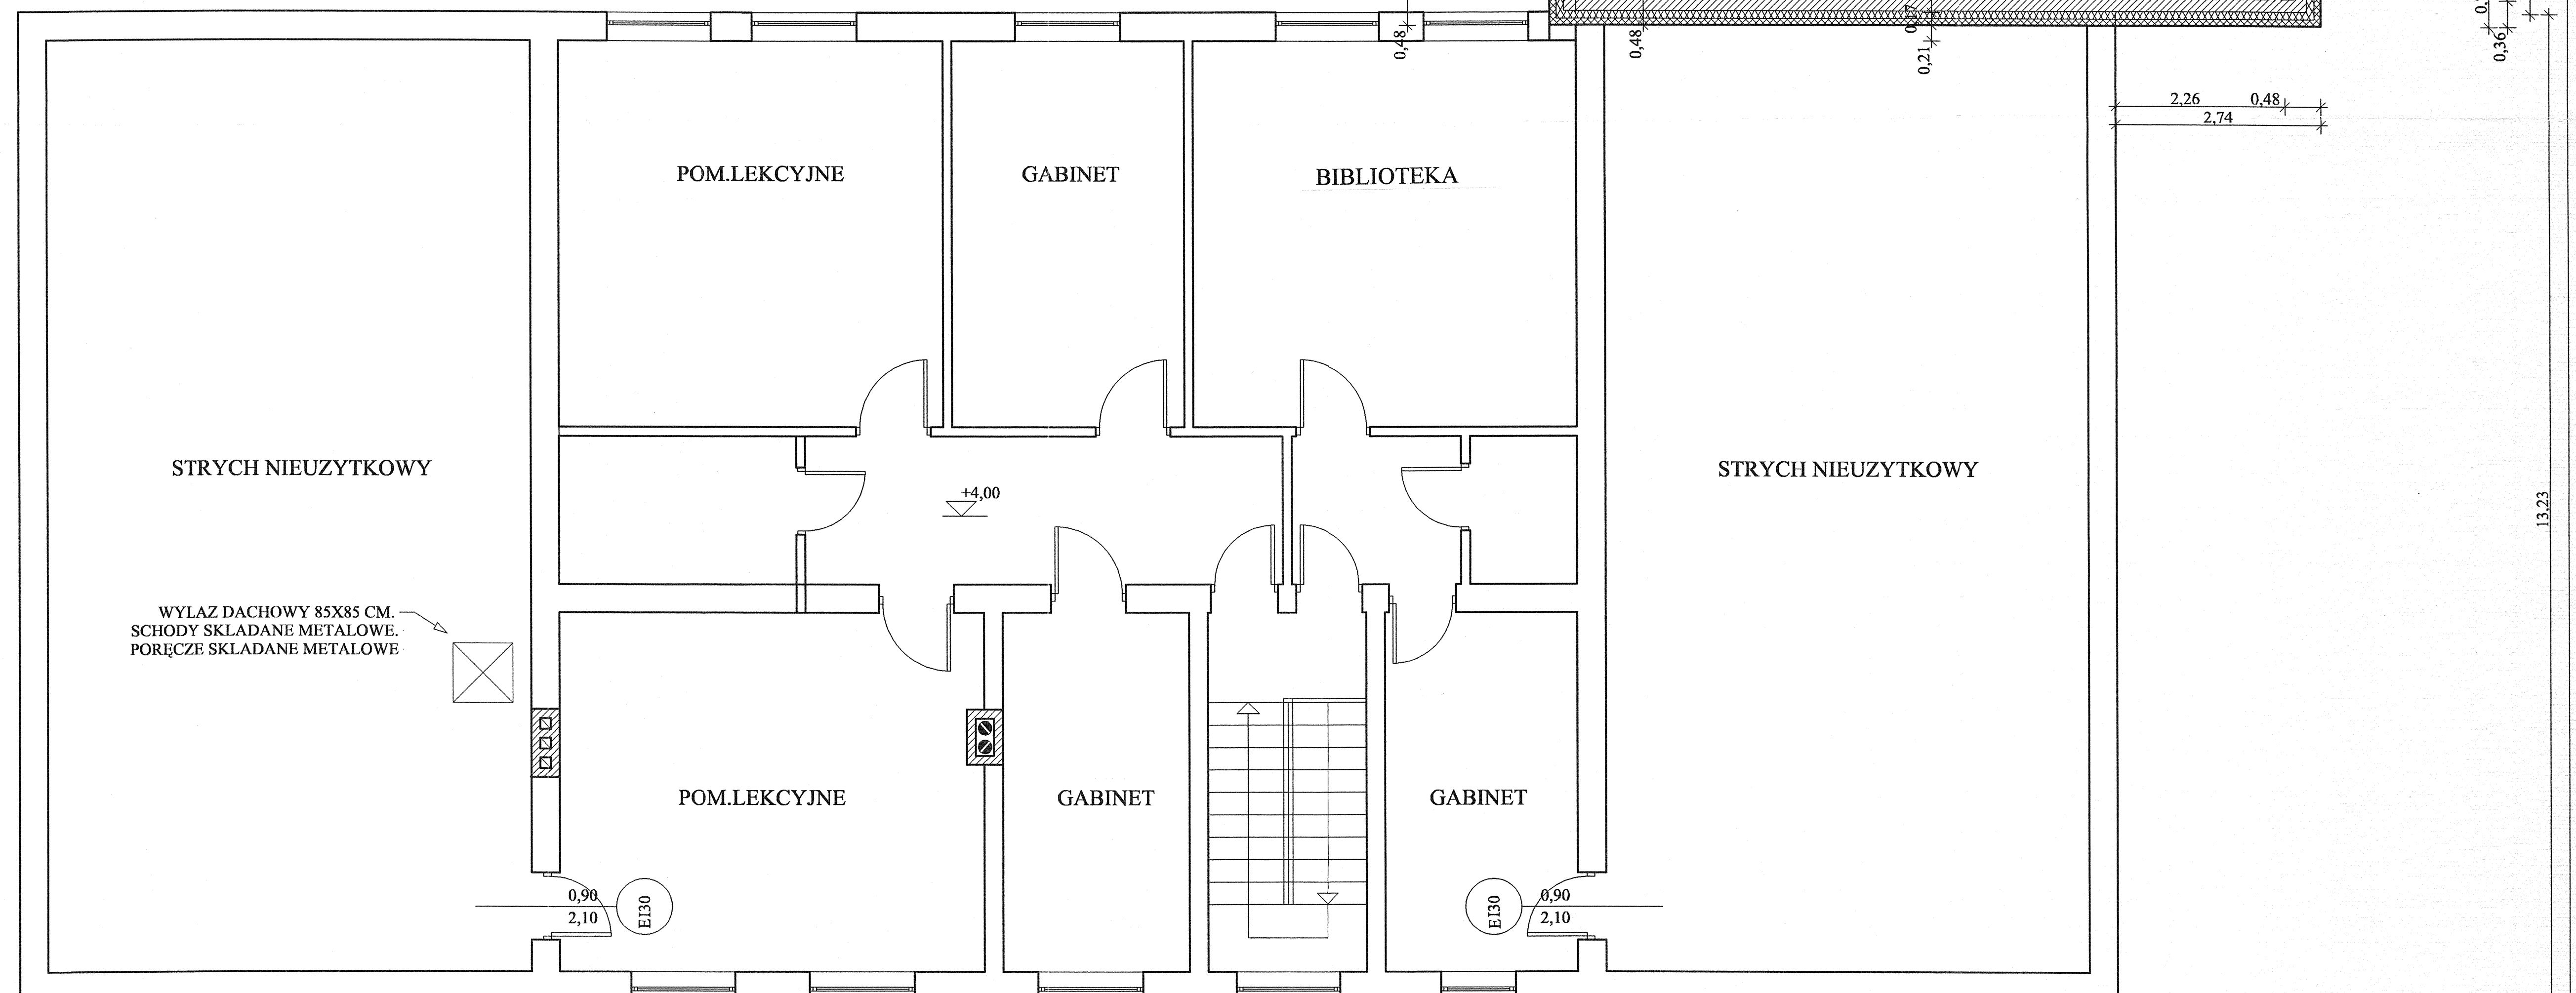 0,48
0,48
0,17
0,21
0,36
2,26 0,48
2,74
POM.LEKCYJNE
GABINET
BIBLIOTEKA
STRYCH NIEUZYTKOWY
+4,00
STRYCH NIEUZYTKOWY
13,23
WYLAZ DACHOWY 85X85 CM.
SCHODY SKLADANE METALOWE.
PORĘCZE SKLADANE METALOWE
POM.LEKCYJNE
GABINET
GABINET
0,90
2,10
EI30
EI30
0,90
2,10